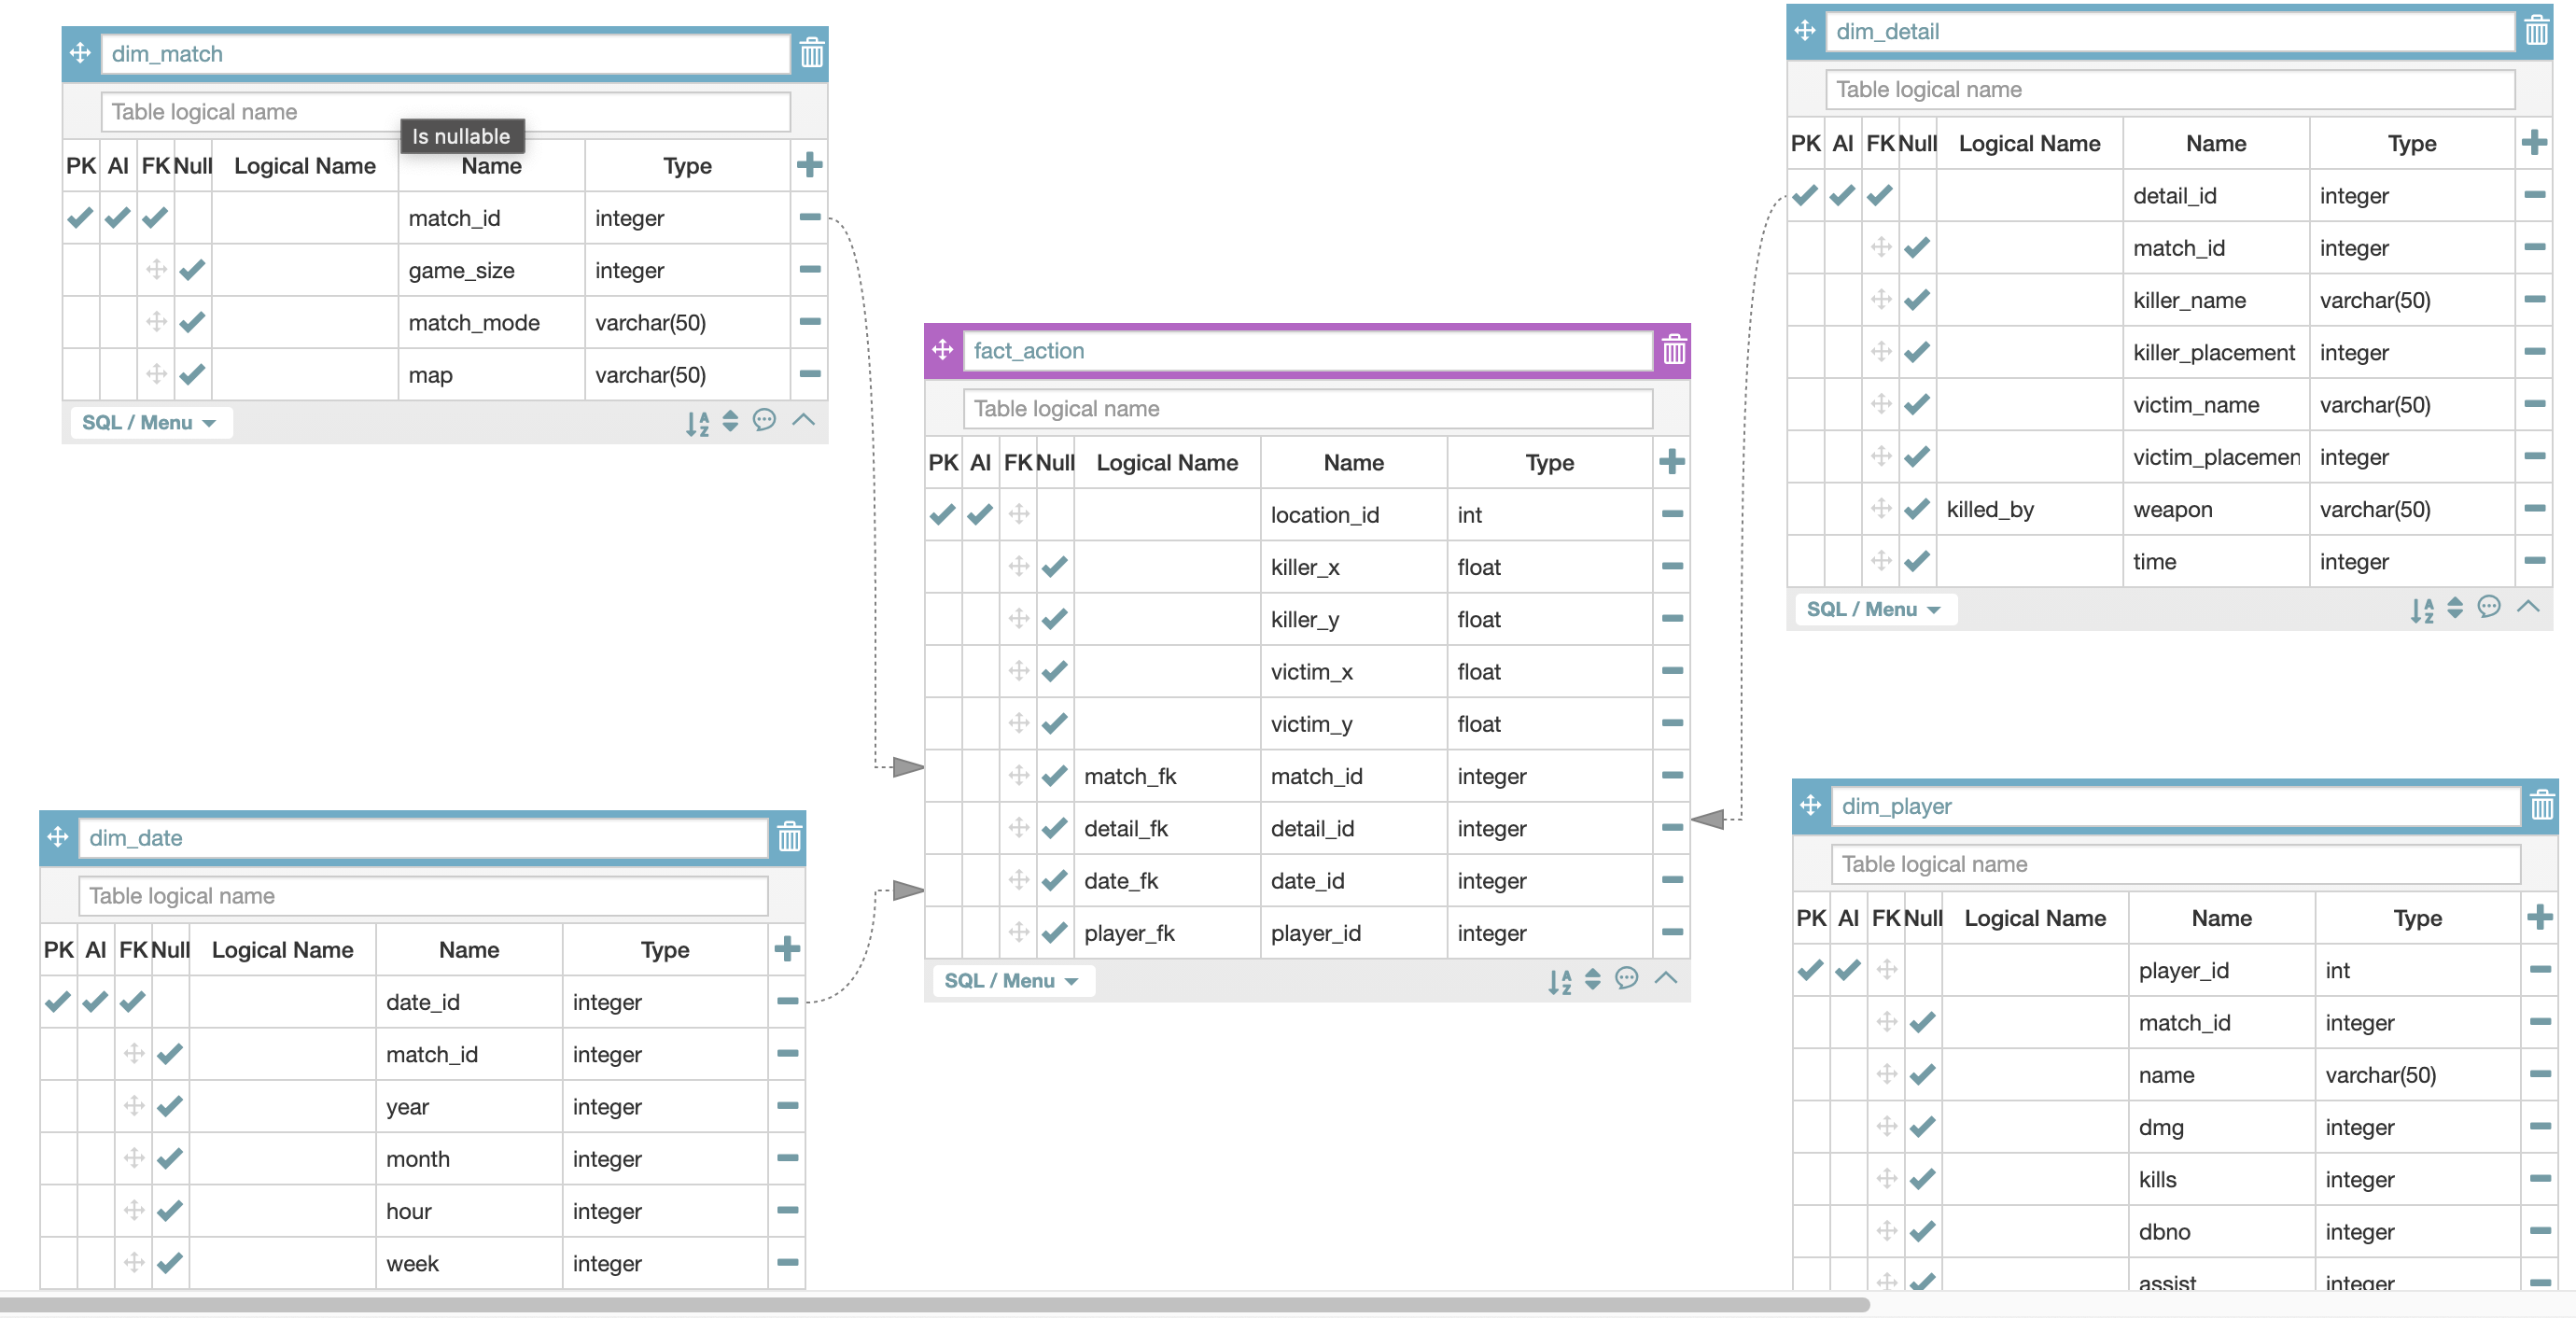 dim_match
Table logical name
Is nullable
PK AI FK Null Logical Name Name Type
match_id integer
game_size integer
match_mode varchar(50)
map varchar(50)
SQL / Menu
dim_detail
Table logical name
PK AI FK Null Logical Name Name Type
detail_id integer
match_id integer
killer_name varchar(50)
killer_placement integer
victim_name varchar(50)
victim_placemen integer
killed_by weapon varchar(50)
time integer
SQL / Menu
fact_action
Table logical name
PK AI FK Null Logical Name Name Type
location_id int
killer_x float
killer_y float
victim_x float
victim_y float
match_fk match_id integer
detail_fk detail_id integer
date_fk date_id integer
player_fk player_id integer
SQL / Menu
dim_date
Table logical name
PK AI FK Null Logical Name Name Type
date_id integer
match_id integer
year integer
month integer
hour integer
week integer
dim_player
Table logical name
PK AI FK Null Logical Name Name Type
player_id int
match_id integer
name varchar(50)
dmg integer
kills integer
dbno integer
assist integer